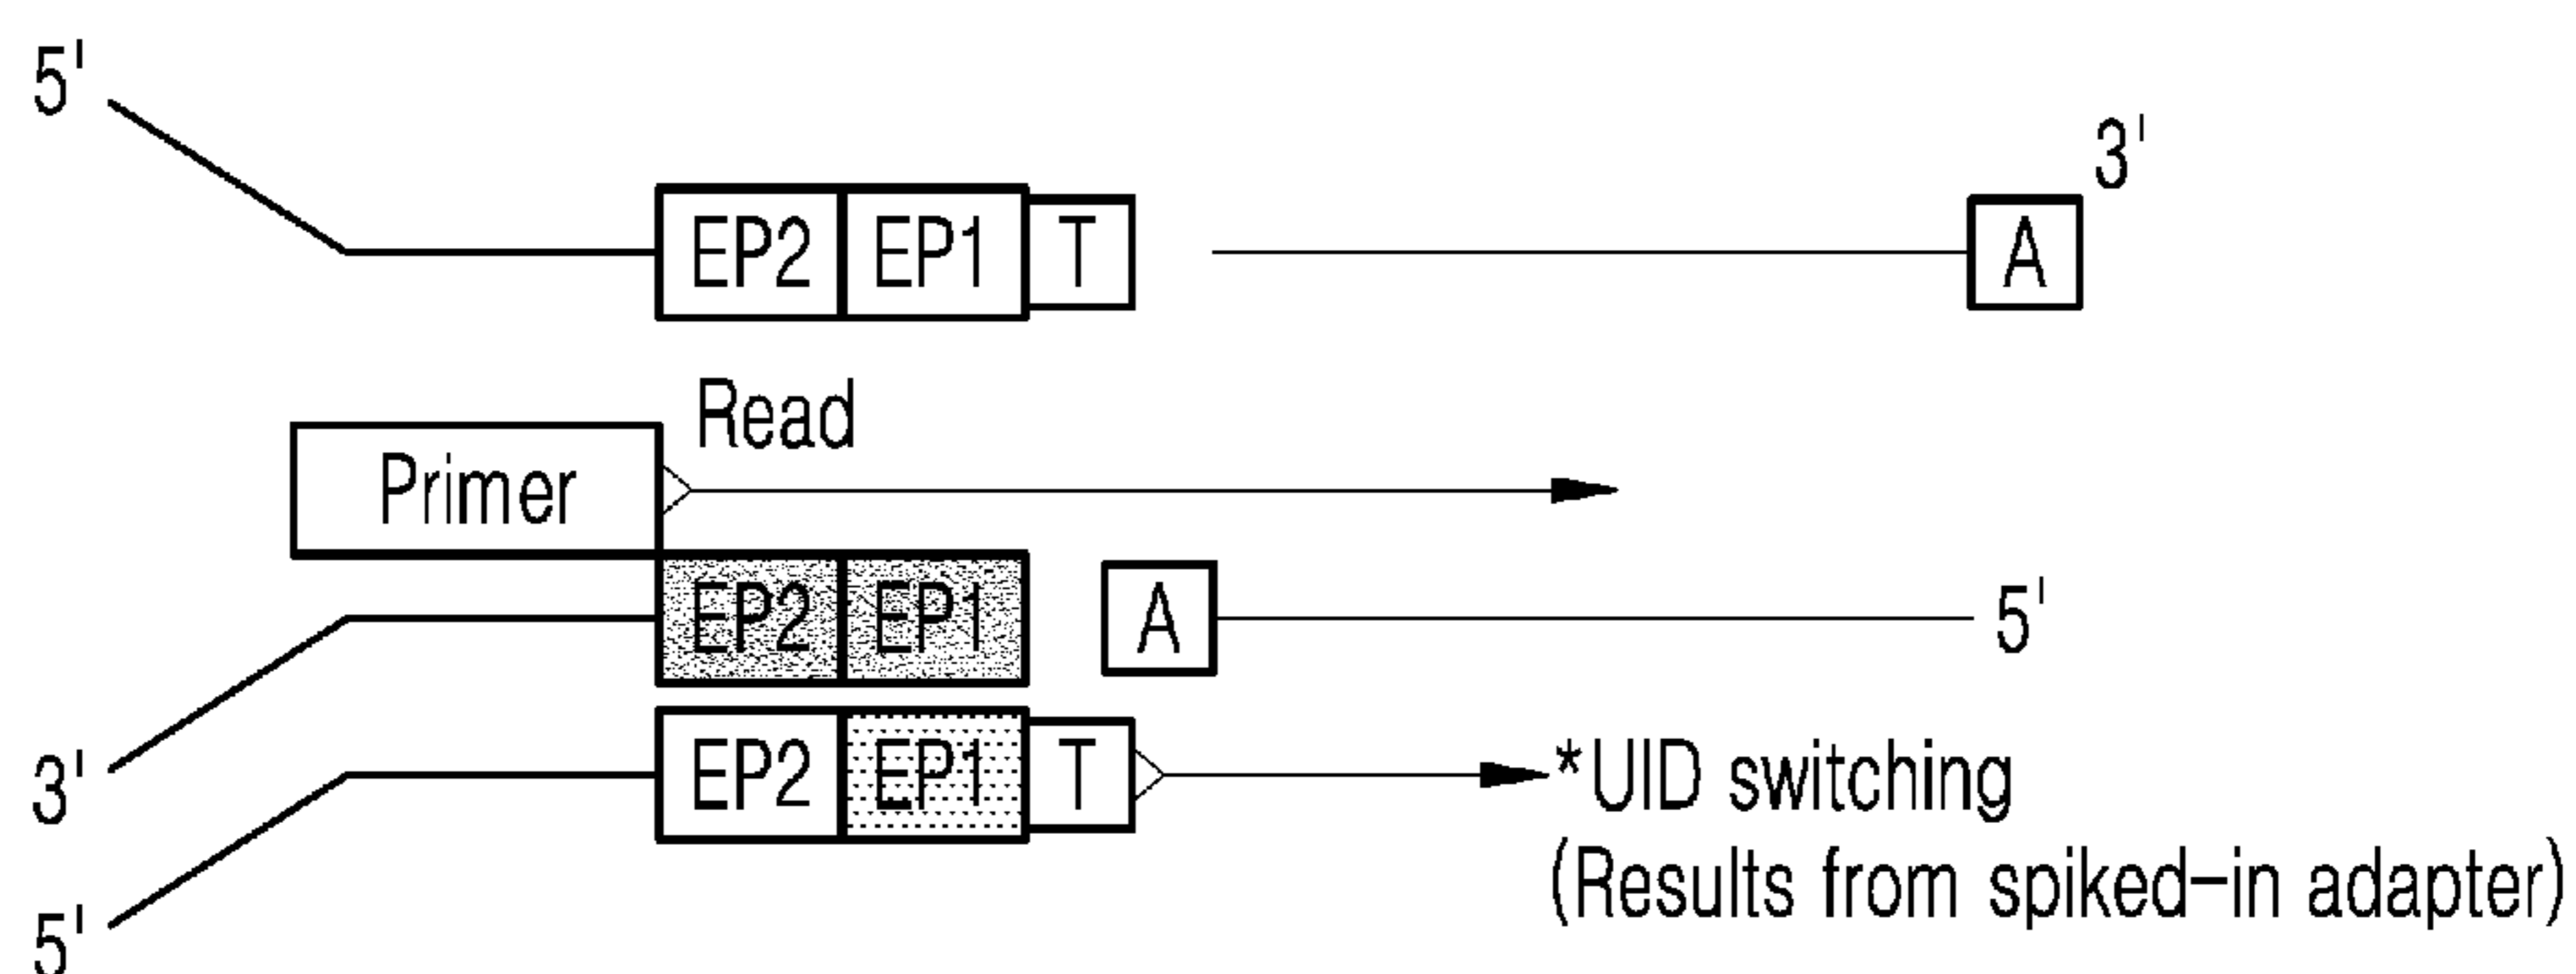 5'
3'
EP2 EP1 T A
Read
Primer
EP2 EP1 A 5'
3'
EP2 EP1 T *UID switching
(Results from spiked-in adapter)
5'